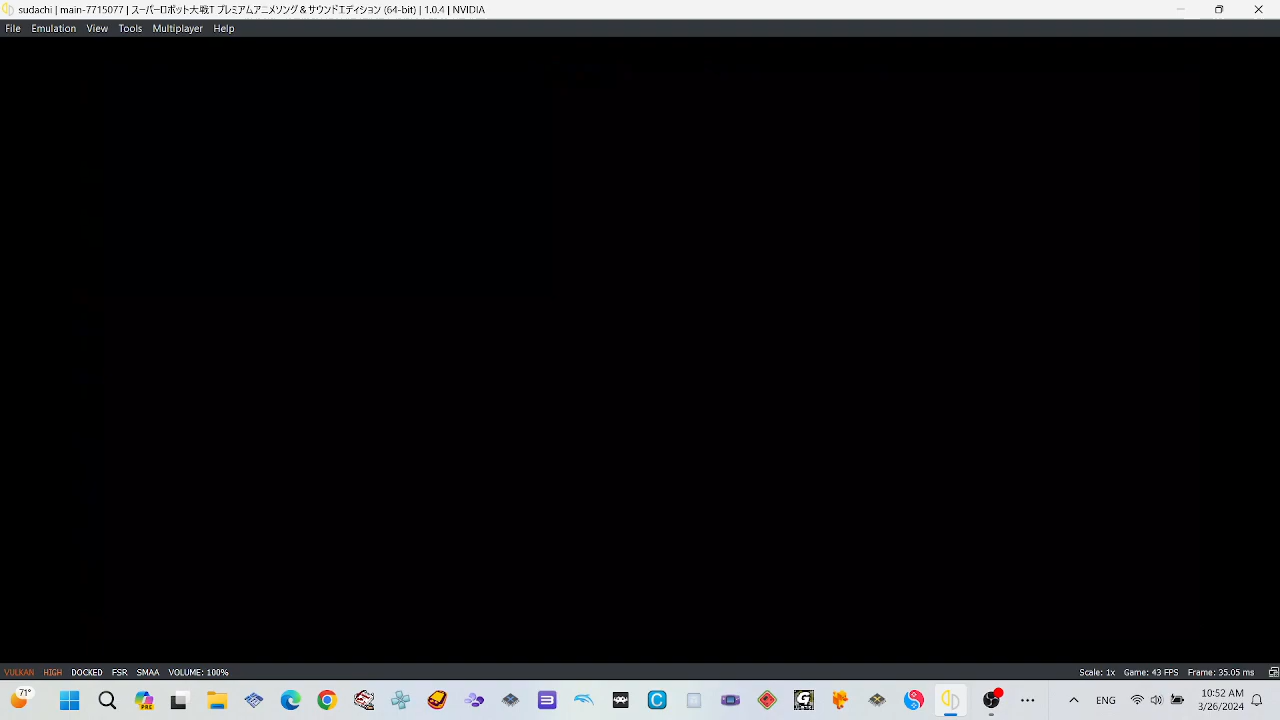 sudachi | main-7715077 | スーパーロボット大戦T プレミアムアニメソング＆サウンドエディション (64-bit) | 1.0.4 | NVIDIA
File Emulation View Tools Multiplayer Help
VULKAN HIGH DOCKED FSR SMAA VOLUME: 100% Scale: 1x Game: 43 FPS Frame: 35.05 ms
71° PRE ENG 10:52 AM
3/26/2024